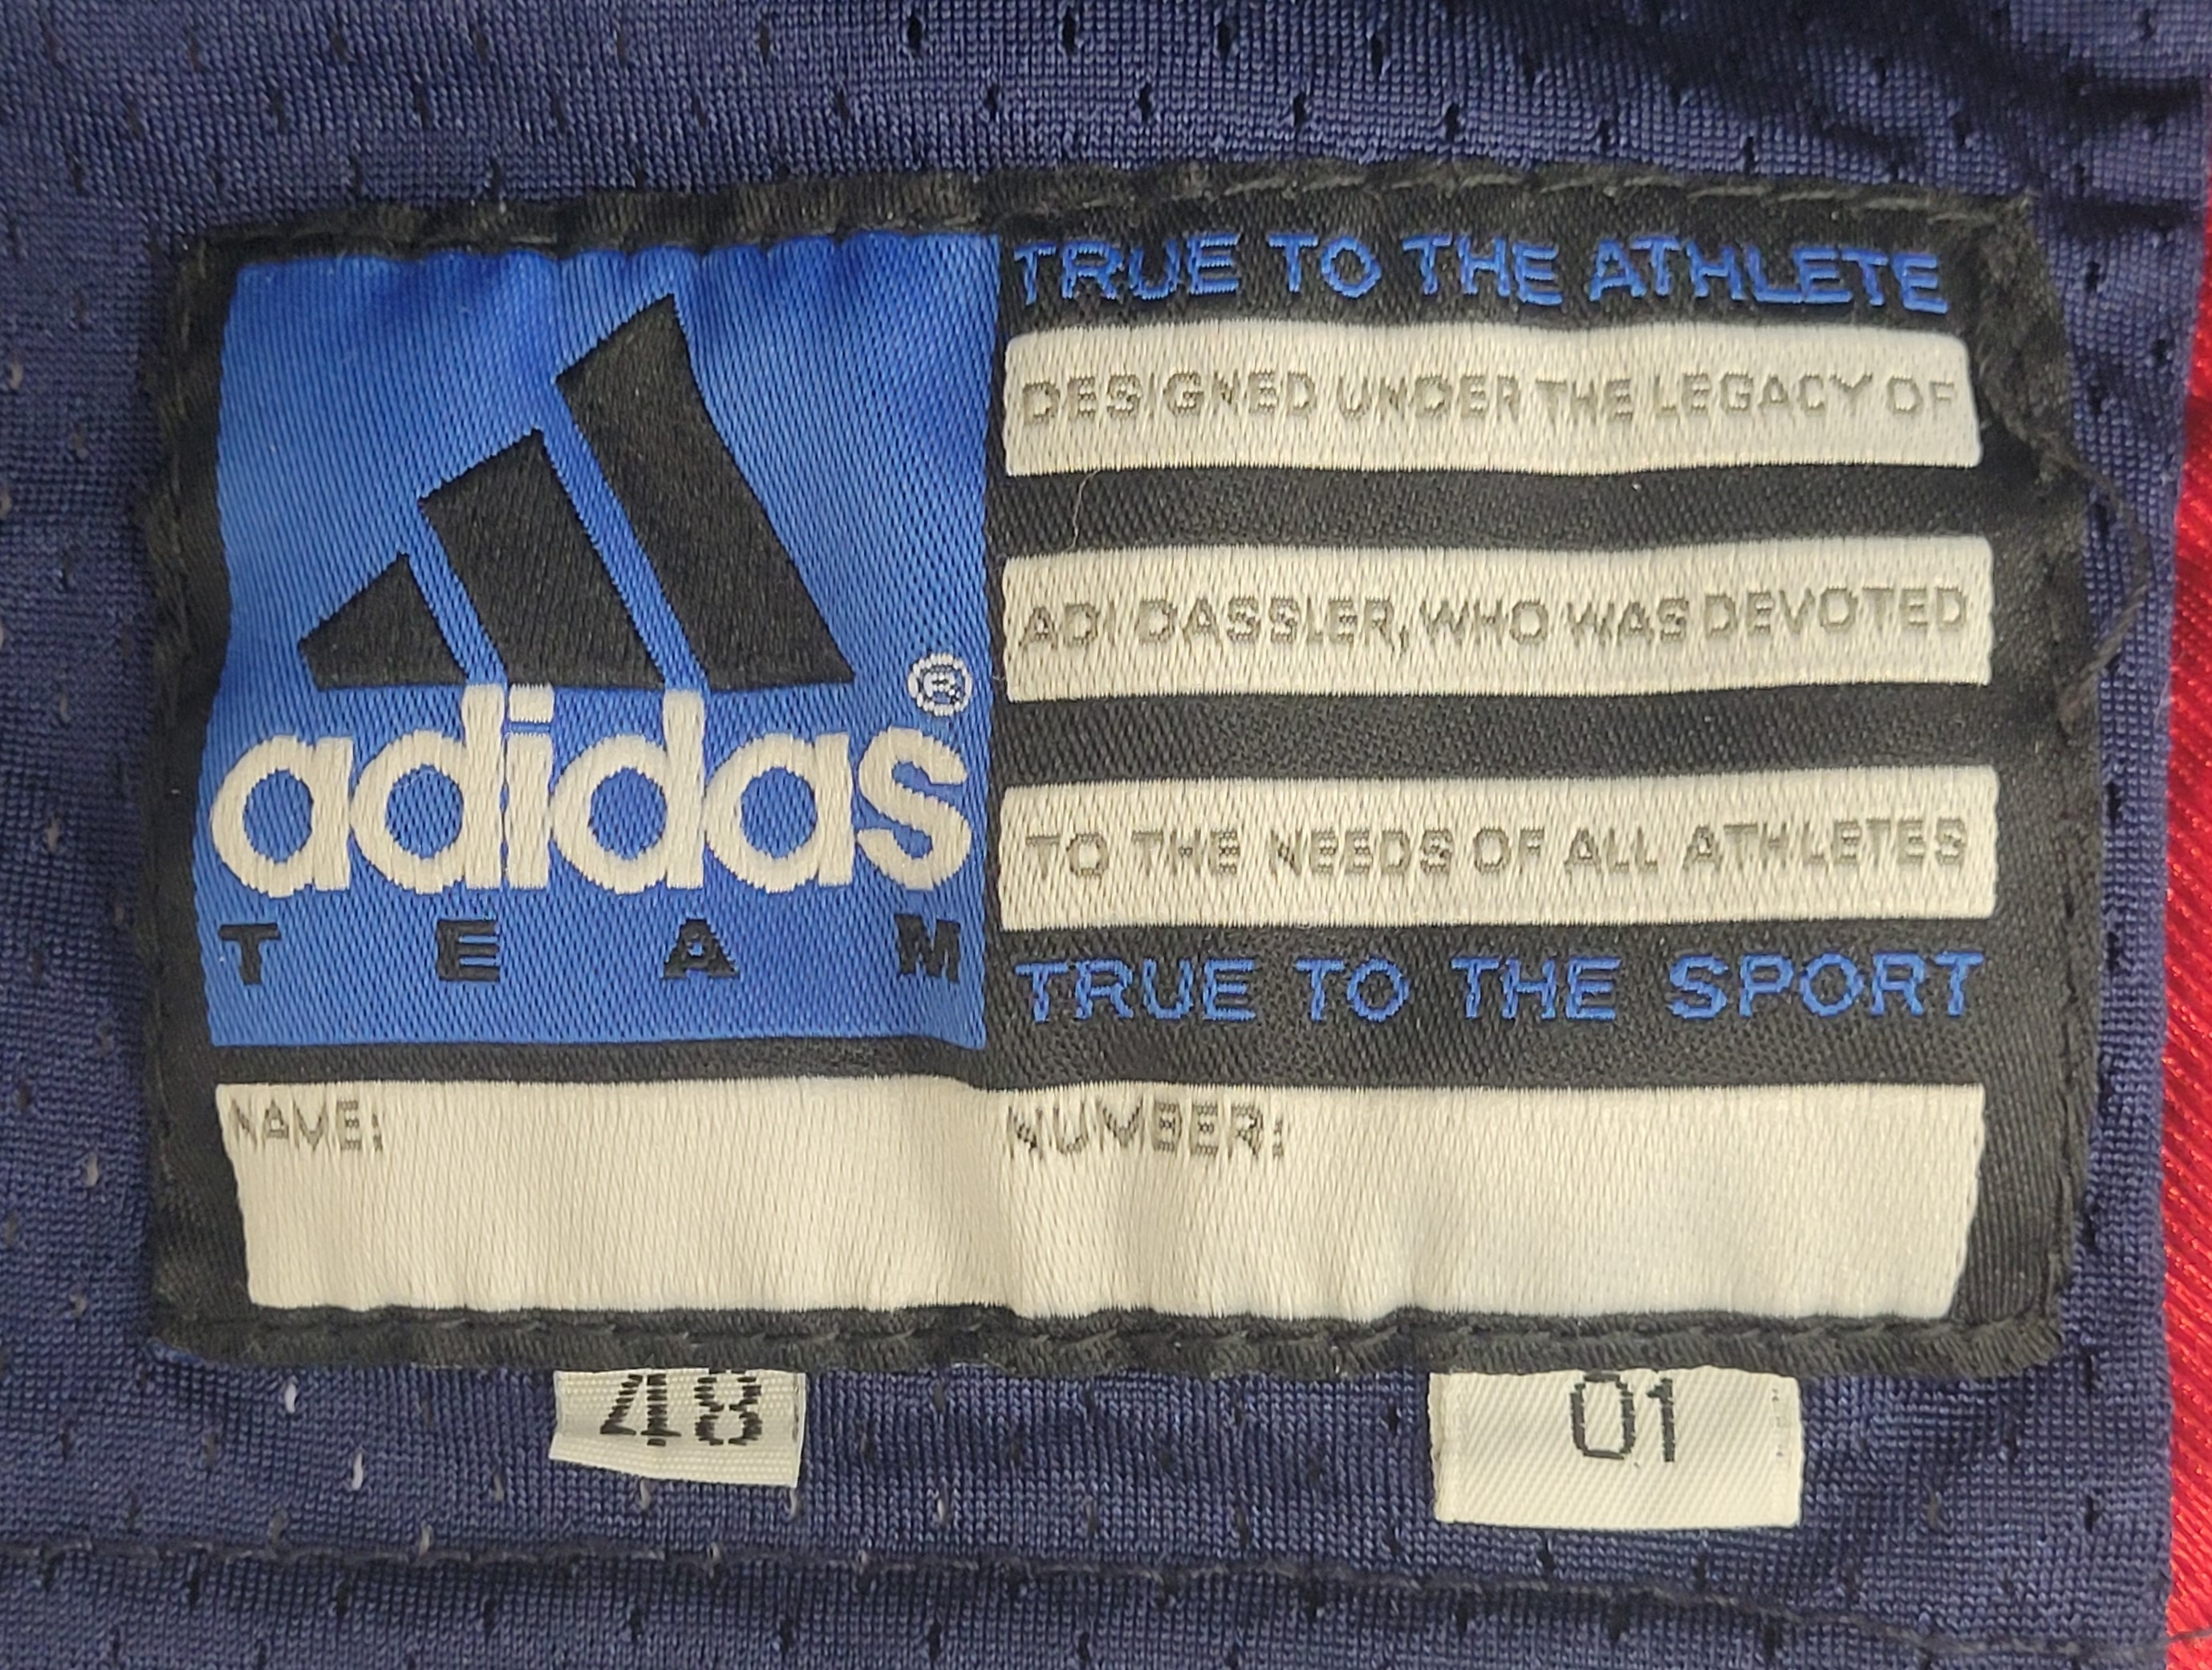 adidas®
TEAM
TRUE TO THE ATHLETE
DESIGNED UNDER THE LEGACY OF
ADI DASSLER, WHO WAS DEVOTED
TO THE NEEDS OF ALL ATHLETES
TRUE TO THE SPORT
NAME:
NUMBER:
48
01